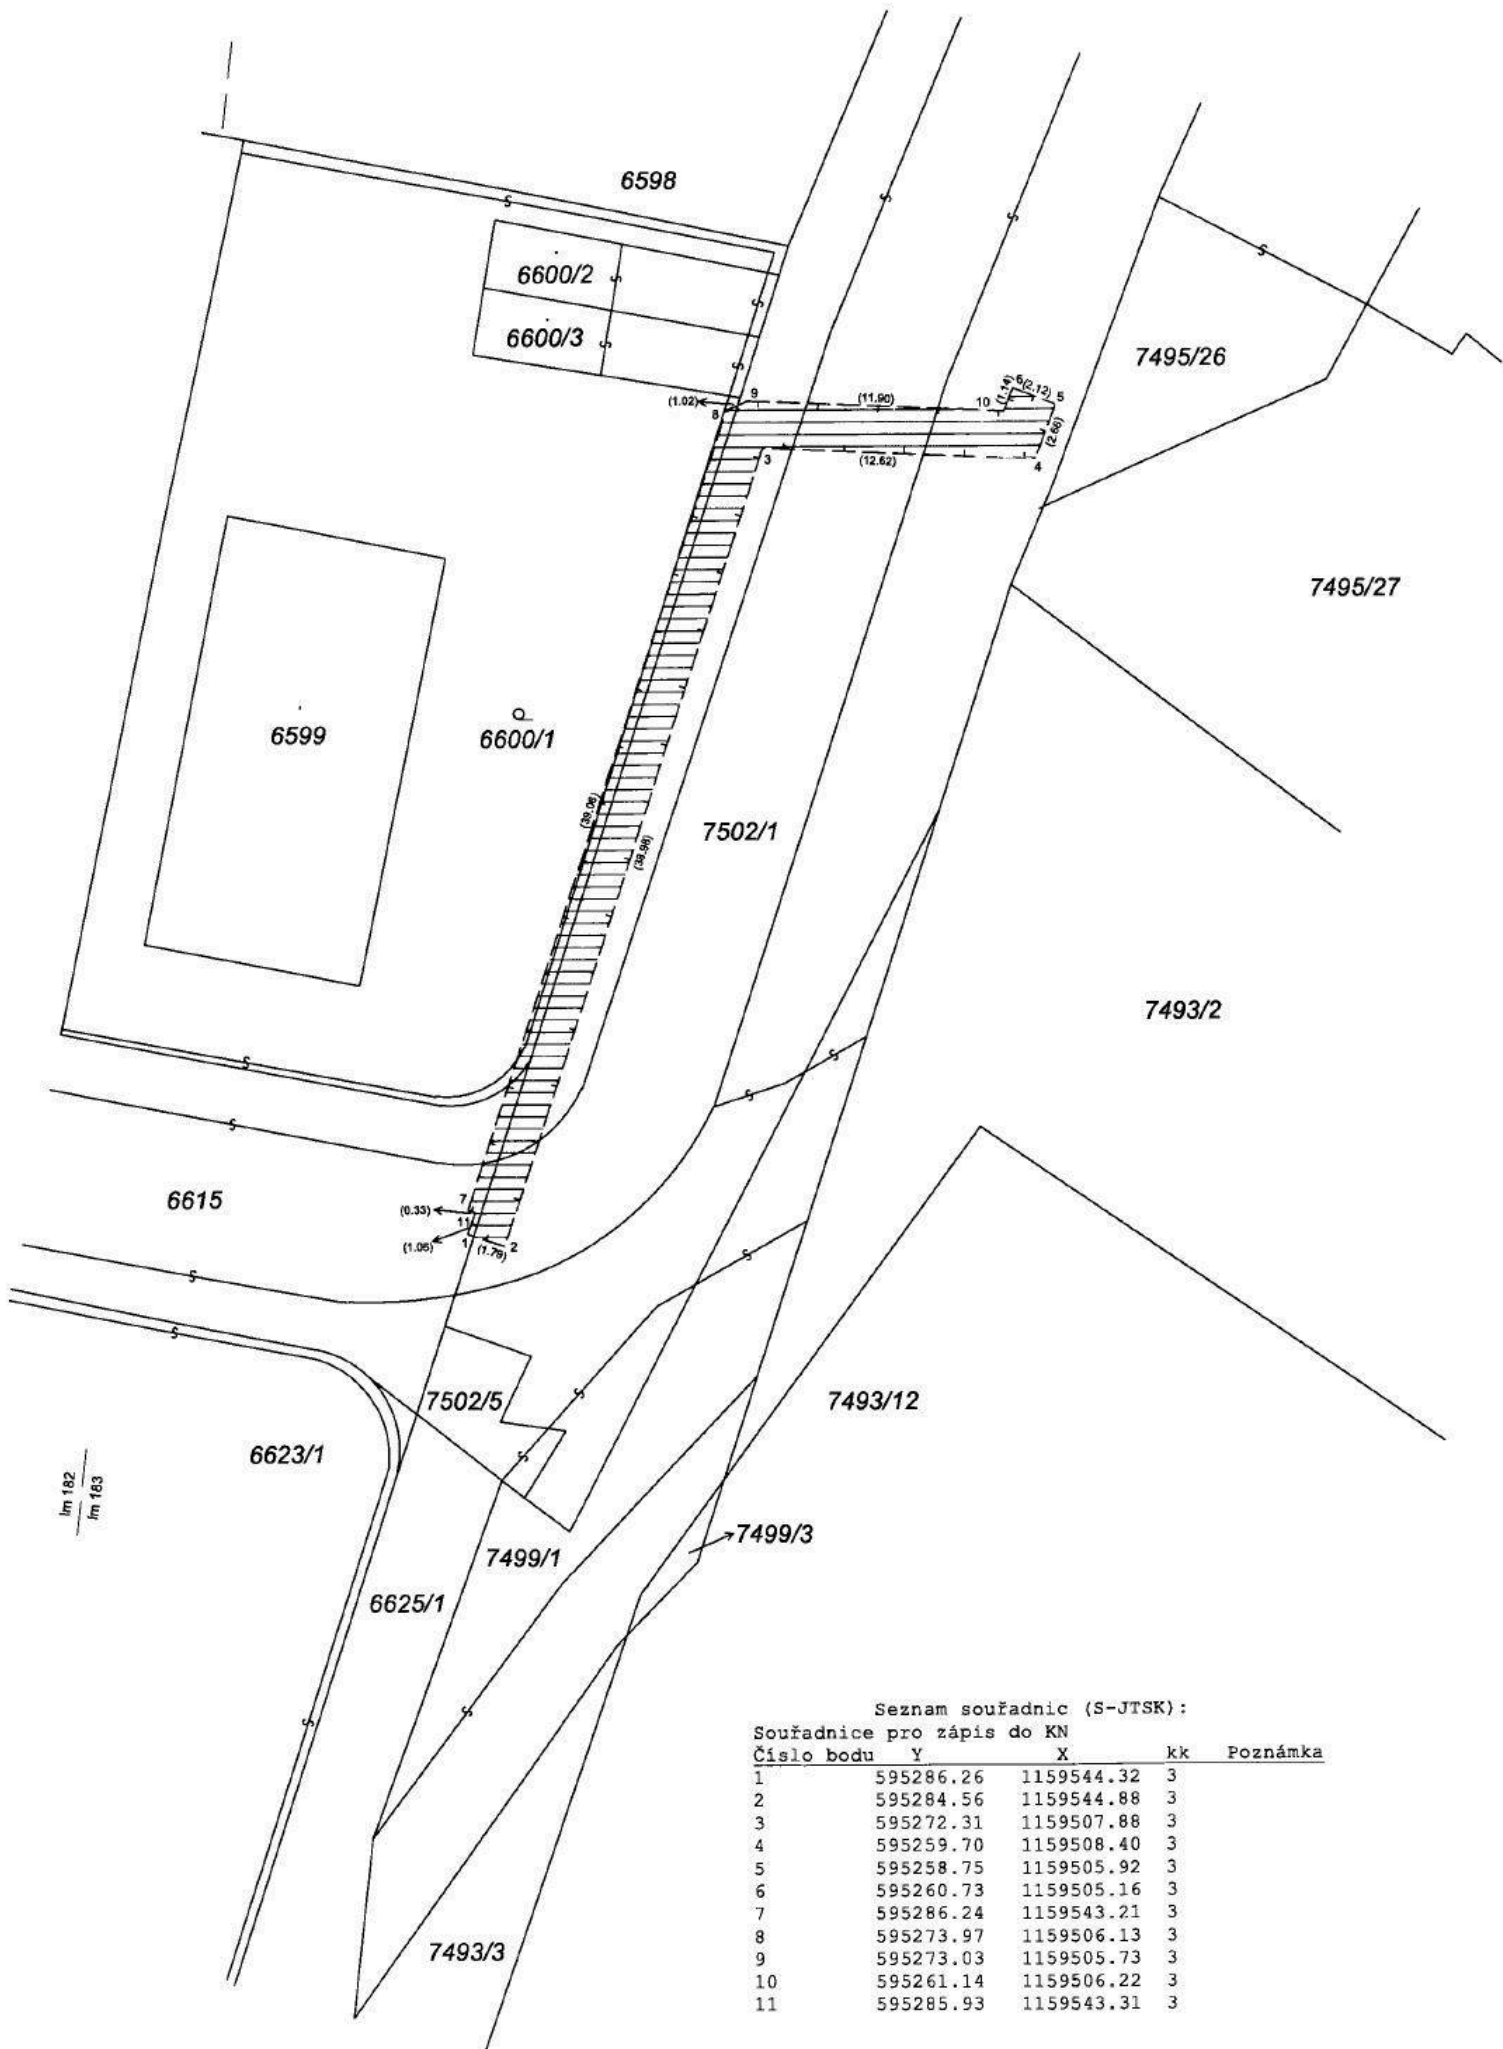 6598
6600/2
6600/3
7495/26
(1.14)
6
(2.12)
5
9
(1.02)
(11.90)
10
8
(2.66)
3
(12.62)
4
7495/27
6599
6600/1
(39.06)
7502/1
(38.98)
7493/2
6615
7
(0.33)
11
(1.06)
1
(1.79)
2
7502/5
7493/12
6623/1
lm 182
lm 183
7499/3
7499/1
6625/1
7493/3
Seznam souřadnic (S-JTSK):
Souřadnice pro zápis do KN
Číslo bodu Y X kk Poznámka
1 595286.26 1159544.32 3
2 595284.56 1159544.88 3
3 595272.31 1159507.88 3
4 595259.70 1159508.40 3
5 595258.75 1159505.92 3
6 595260.73 1159505.16 3
7 595286.24 1159543.21 3
8 595273.97 1159506.13 3
9 595273.03 1159505.73 3
10 595261.14 1159506.22 3
11 595285.93 1159543.31 3